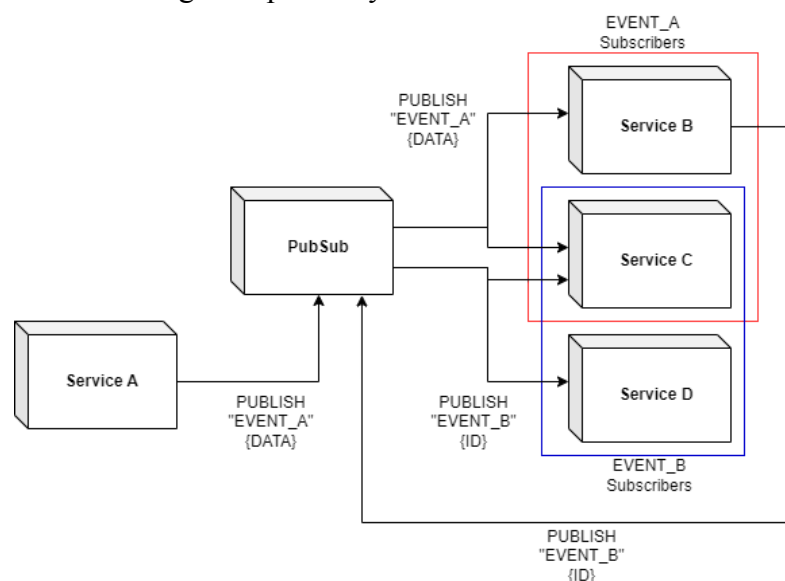 EVENT_A
Subscribers
PUBLISH
"EVENT_A"
{DATA}
Service B
PubSub
Service C
Service A
Service D
PUBLISH
"EVENT_A"
{DATA}
PUBLISH
"EVENT_B"
{ID}
EVENT_B
Subscribers
PUBLISH
"EVENT_B"
{ID}